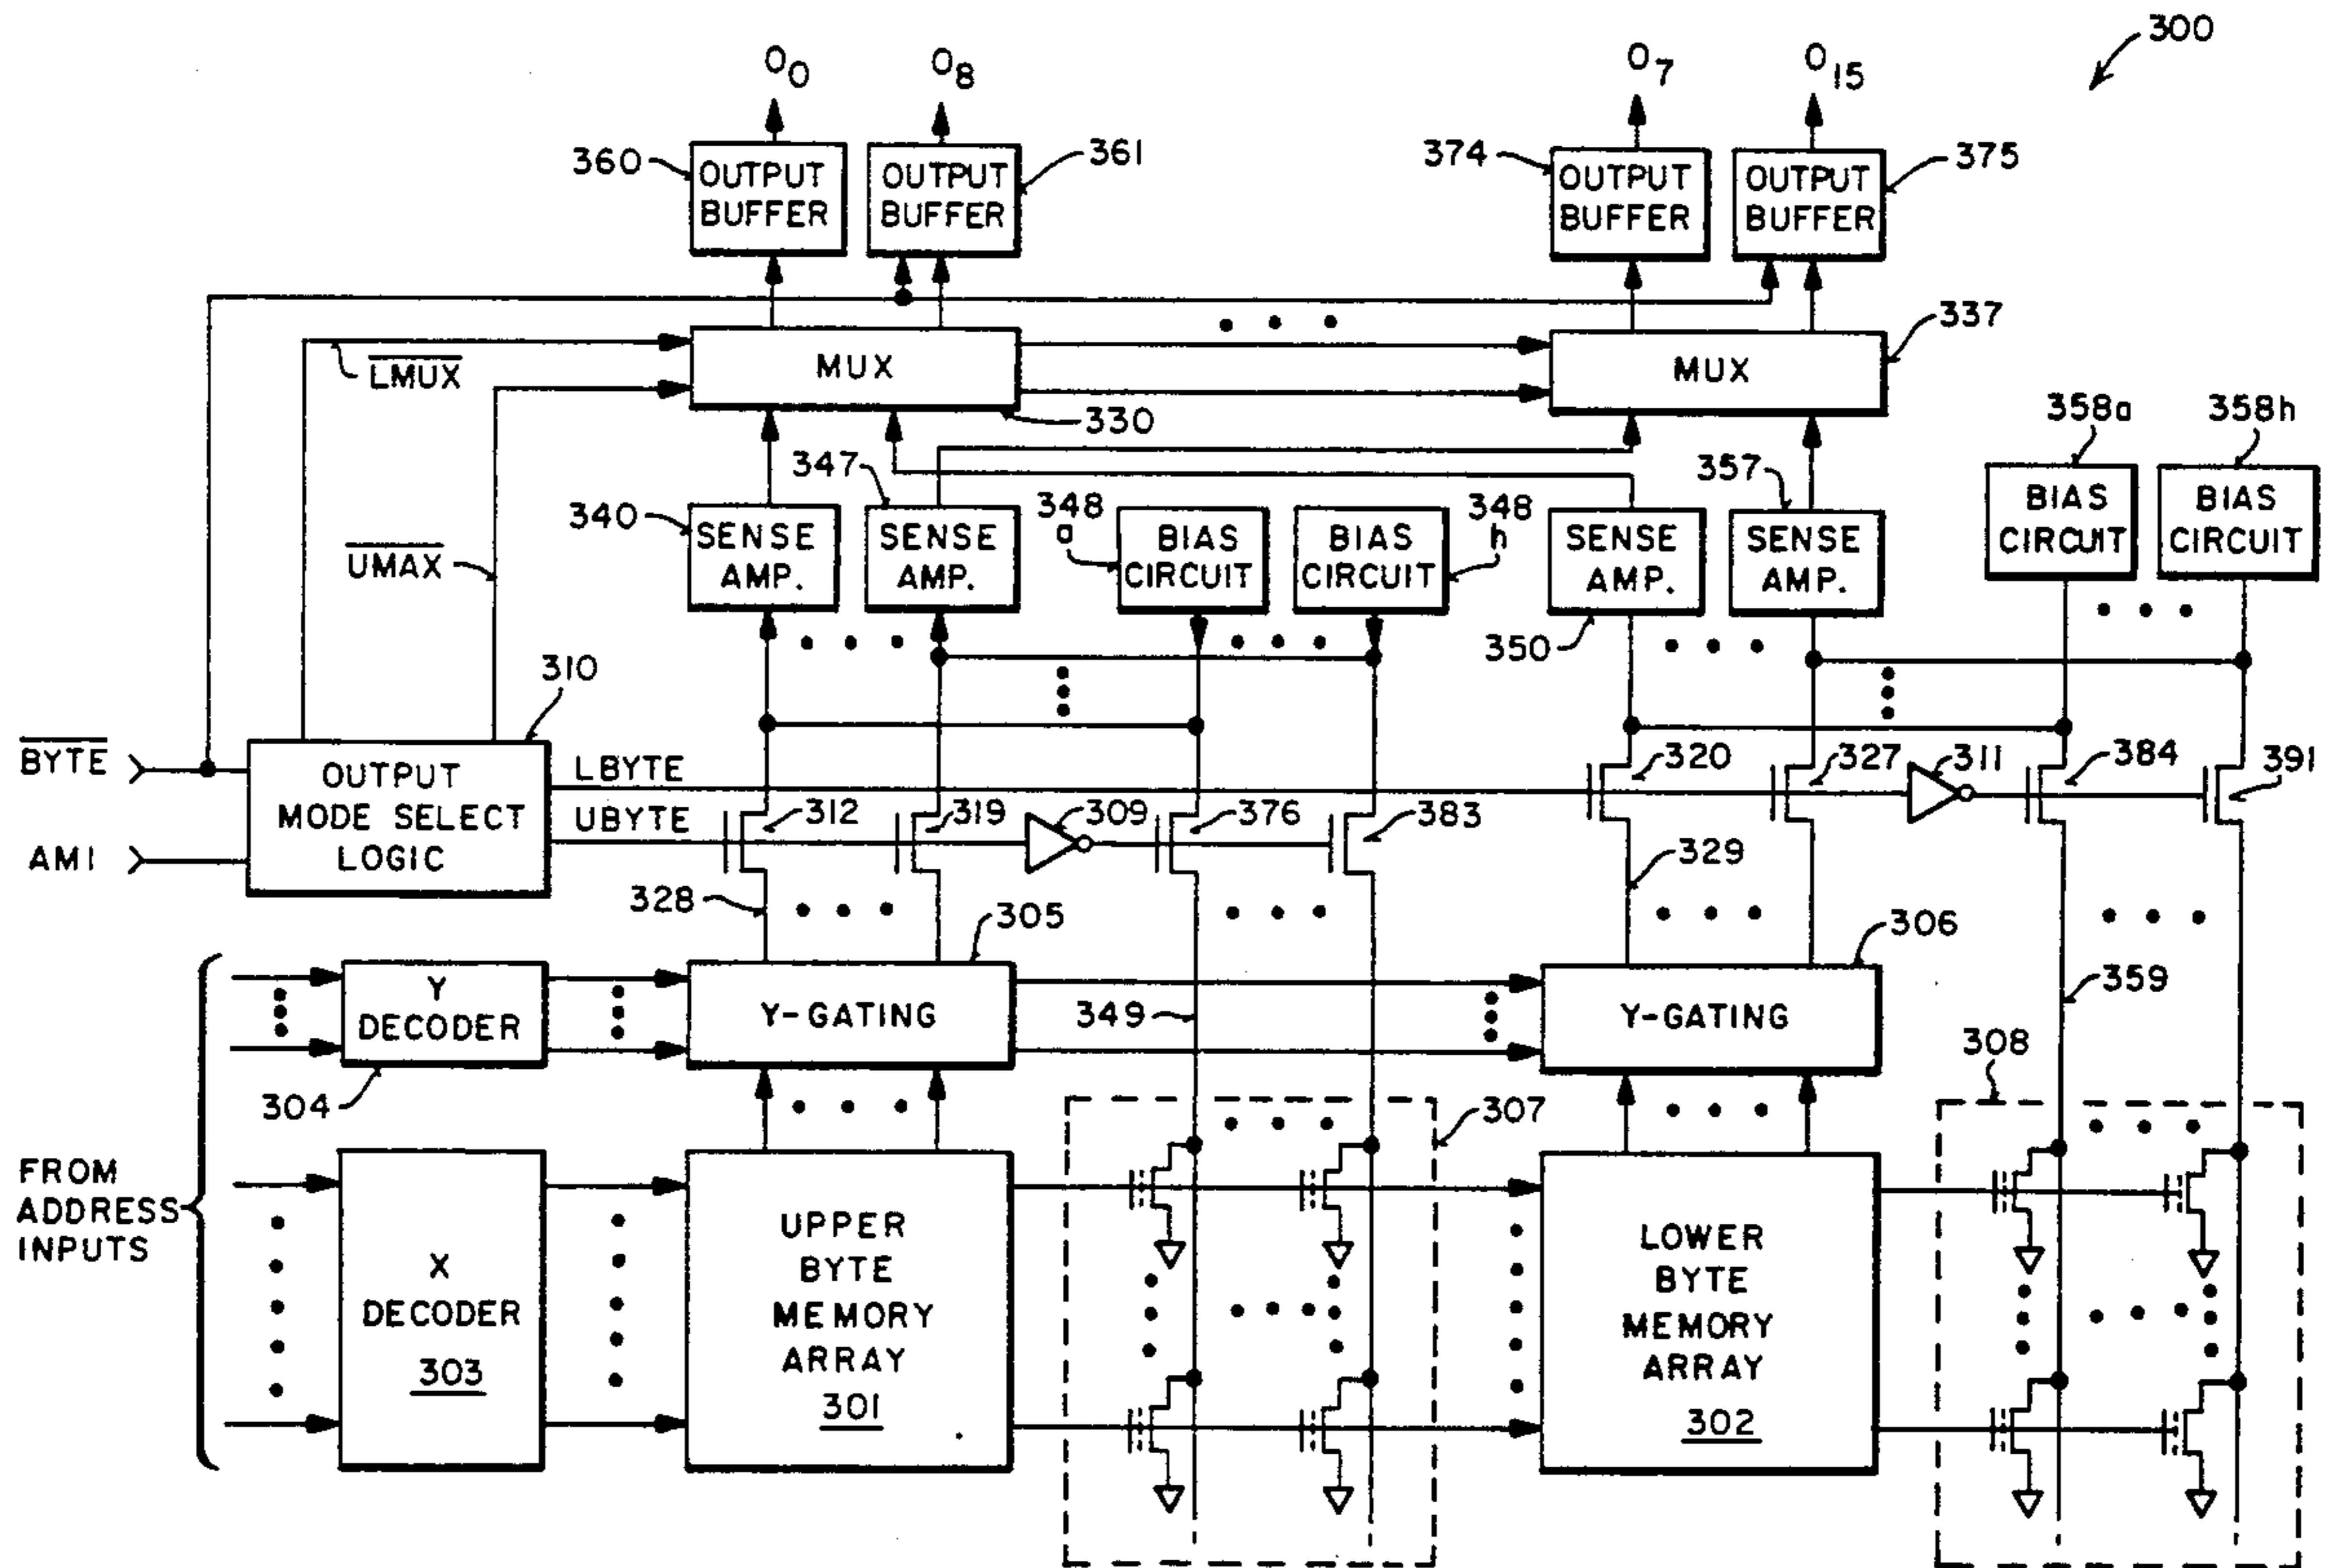 300
O0
O8
O7
O15
360
OUTPUT
BUFFER
OUTPUT
BUFFER
361
374
OUTPUT
BUFFER
OUTPUT
BUFFER
375
LMUX
MUX
330
MUX
337
UMAX
340
SENSE
AMP.
347
SENSE
AMP.
348
a
BIAS
CIRCUIT
BIAS
CIRCUIT
348
h
350
SENSE
AMP.
357
SENSE
AMP.
358a
BIAS
CIRCUIT
358h
BIAS
CIRCUIT
310
BYTE
AM1
OUTPUT
MODE SELECT
LOGIC
LBYTE
UBYTE
312
319
309
376
383
320
327
311
384
391
328
305
329
306
349
359
FROM
ADDRESS
INPUTS
Y
DECODER
304
Y-GATING
Y-GATING
307
308
X
DECODER
303
UPPER
BYTE
MEMORY
ARRAY
301
LOWER
BYTE
MEMORY
ARRAY
302